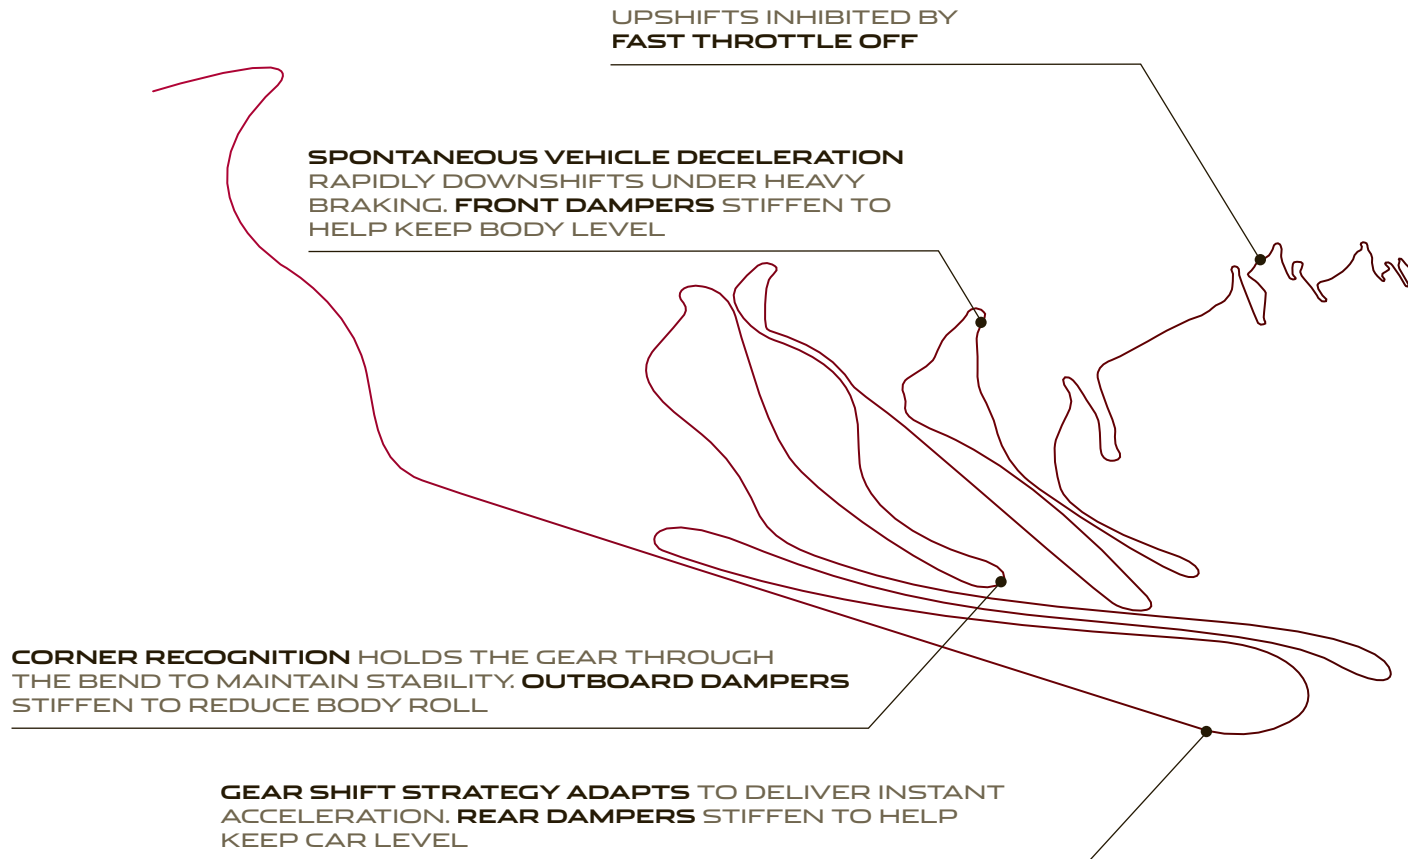 UPSHIFTS INHIBITED BY
FAST THROTTLE OFF
SPONTANEOUS VEHICLE DECELERATION
RAPIDLY DOWNSHIFTS UNDER HEAVY
BRAKING. FRONT DAMPERS STIFFEN TO
HELP KEEP BODY LEVEL
CORNER RECOGNITION HOLDS THE GEAR THROUGH
THE BEND TO MAINTAIN STABILITY. OUTBOARD DAMPERS
STIFFEN TO REDUCE BODY ROLL
GEAR SHIFT STRATEGY ADAPTS TO DELIVER INSTANT
ACCELERATION. REAR DAMPERS STIFFEN TO HELP
KEEP CAR LEVEL